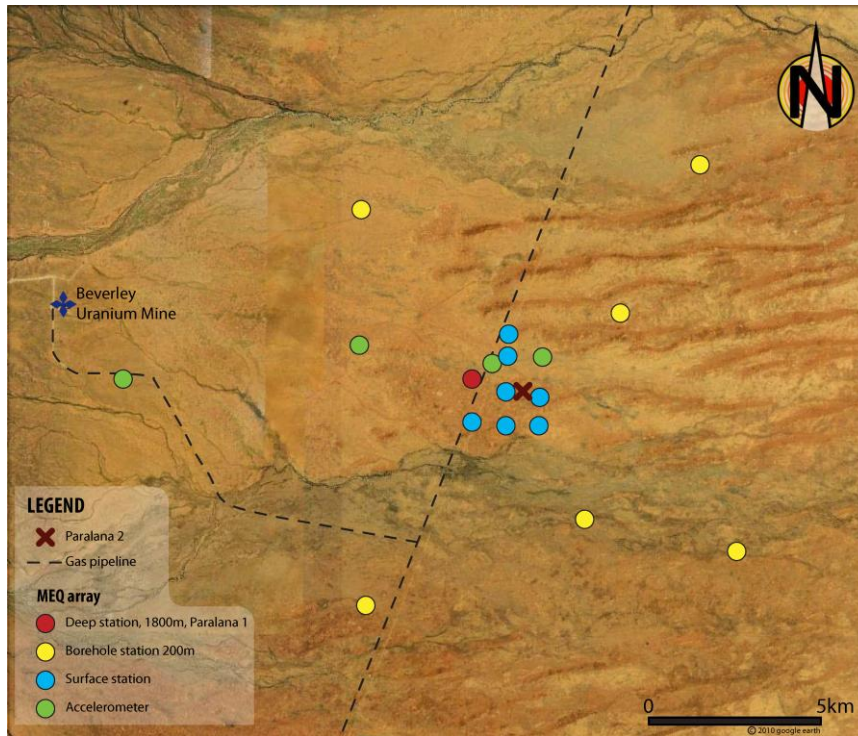 N
Beverley
Uranium Mine
LEGEND
Paralana 2
Gas pipeline
MEQ array
Deep station, 1800m, Paralana 1
Borehole station 200m
Surface station
Accelerometer
0 5km
© 2010 google earth